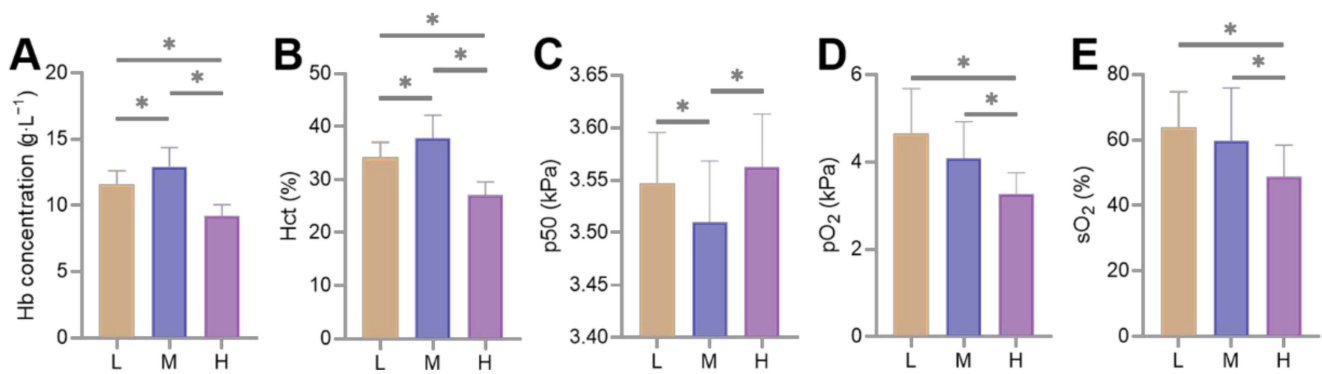 A
Hb concentration (g·L⁻¹)
20
15
10
5
0
L M H
*
*
*
B
Hct (%)
50
40
30
20
10
0
L M H
*
*
*
C
p50 (kPa)
3.65
3.60
3.55
3.50
3.45
3.40
L M H
*
*
D
pO₂ (kPa)
6
4
2
0
L M H
*
*
E
sO₂ (%)
80
60
40
20
0
L M H
*
*